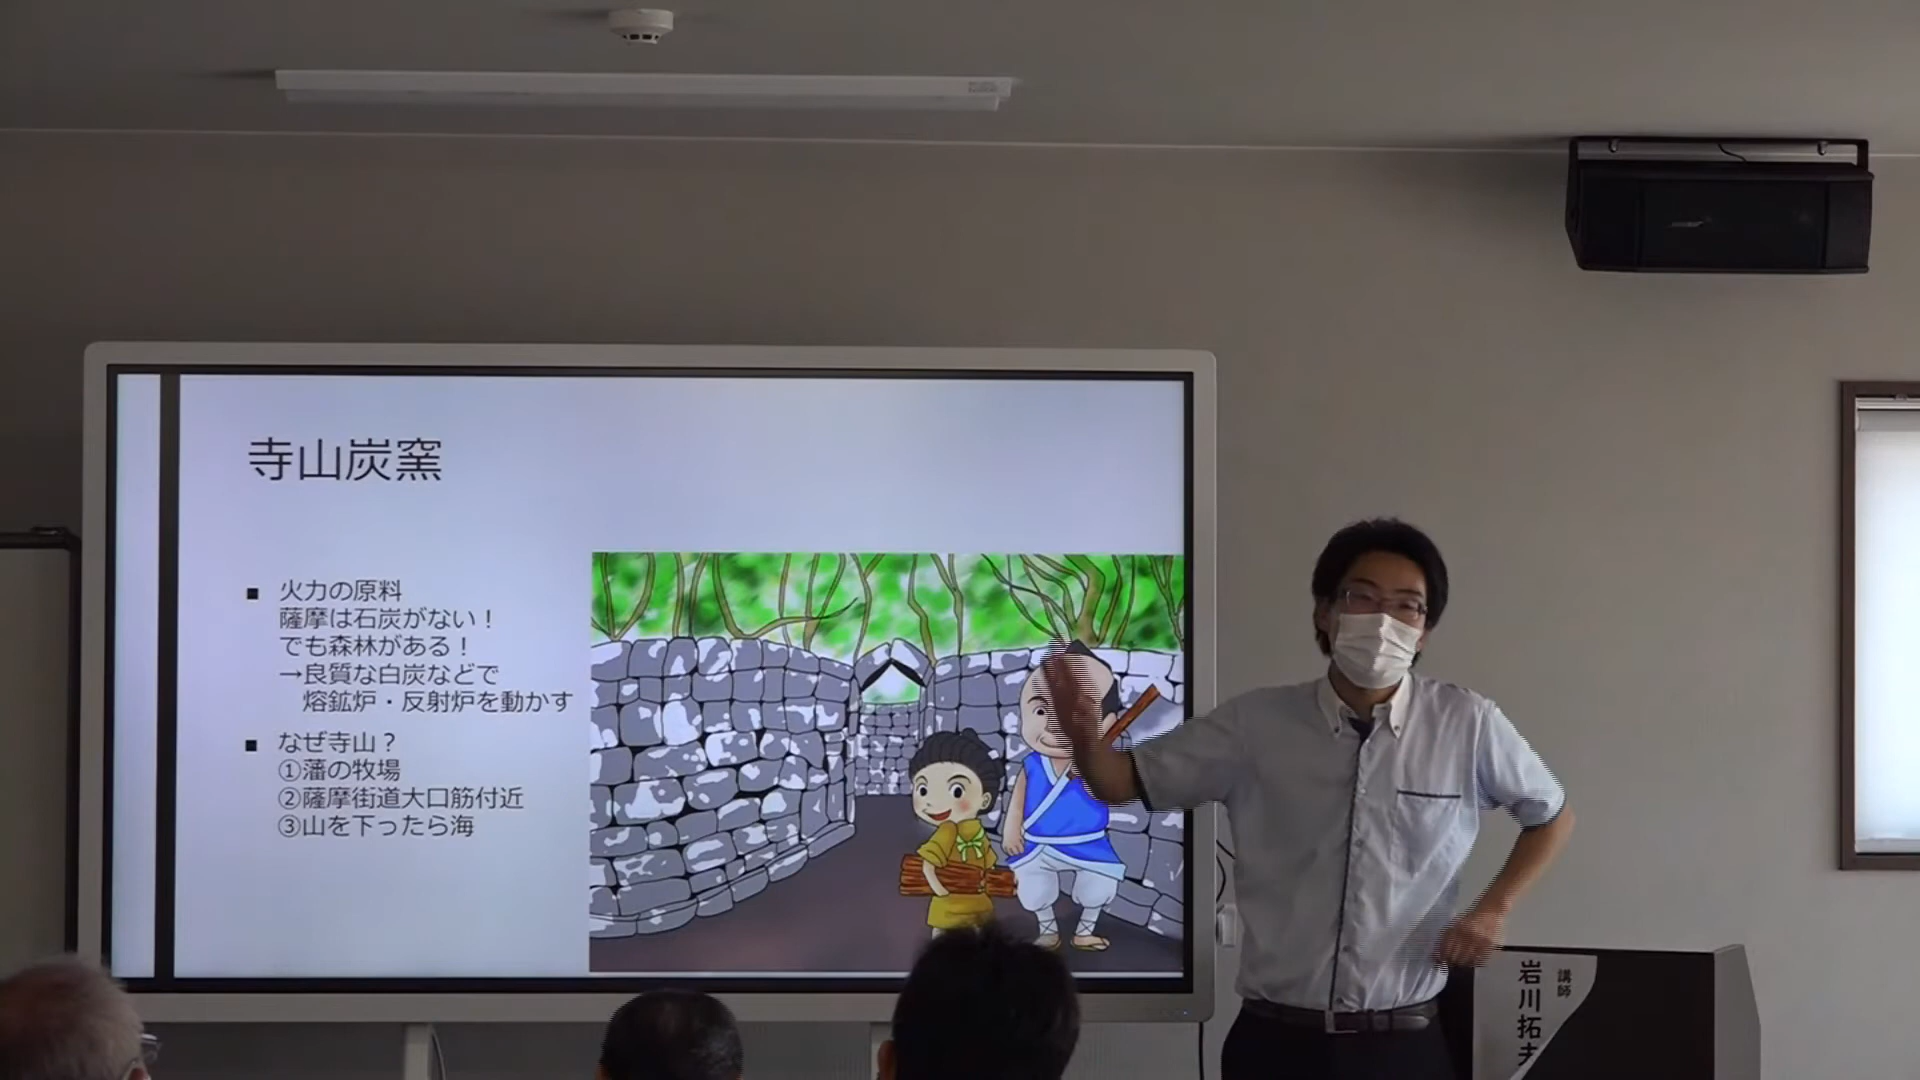 寺山炭窯
■ 火力の原料
薩摩は石炭がない！
でも森林がある！
→良質な白炭などで
熔鉱炉・反射炉を動かす
■ なぜ寺山？
①藩の牧場
②薩摩街道大口筋付近
③山を下ったら海
講師
岩川拓夫